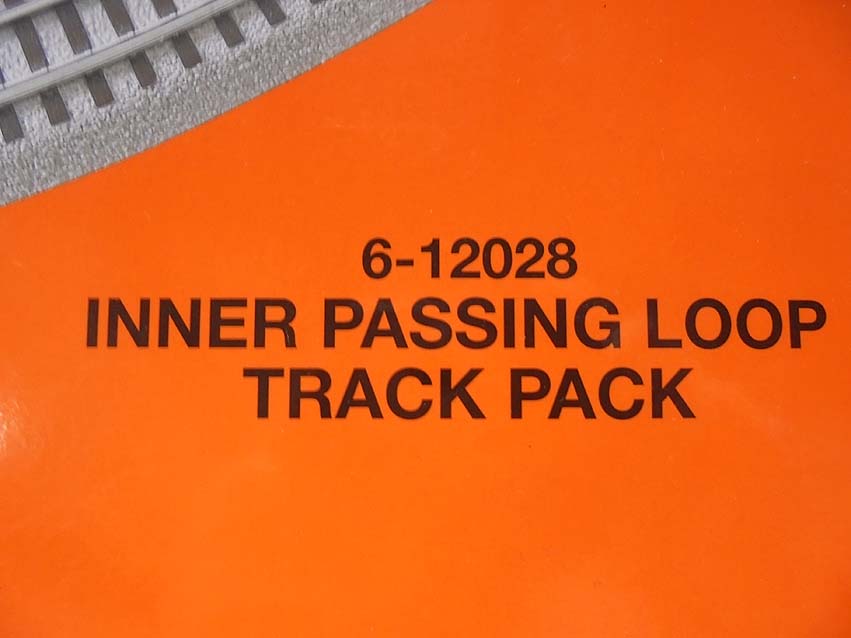 6-12028
INNER PASSING LOOP
TRACK PACK